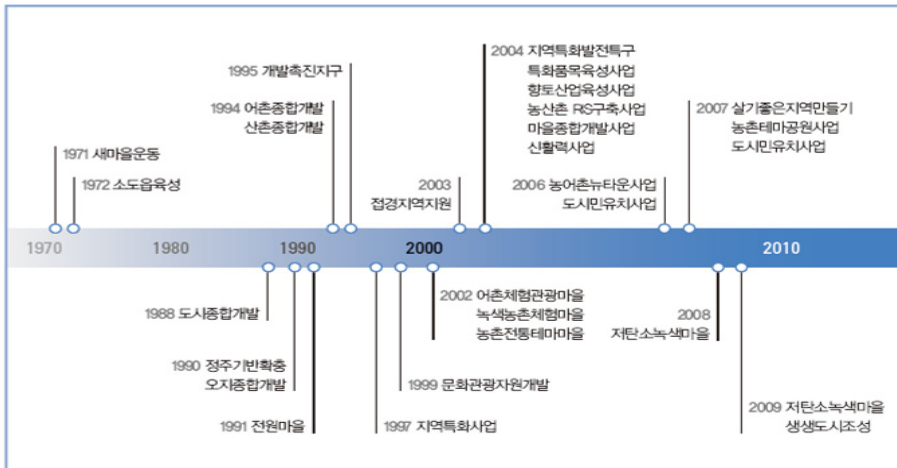 2004 지역특화발전특구
특화품목육성사업
향토산업육성사업
농산촌 RS구축사업
마을종합개발사업
신활력사업
1995 개발촉진지구
1994 어촌종합개발
산촌종합개발
2007 살기좋은지역만들기
농촌테마공원사업
도시민유치사업
1971 새마을운동
1972 소도읍육성
2003
접경지역지원
2006 농어촌뉴타운사업
도시민유치사업
1970 1980 1990 2000 2010
1988 도서종합개발
2002 어촌체험관광마을
녹색농촌체험마을
농촌전통테마마을
2008
저탄소녹색마을
1990 정주기반확충
오지종합개발
1999 문화관광자원개발
1991 전원마을
1997 지역특화사업
2009 저탄소녹색마을
생생도시조성